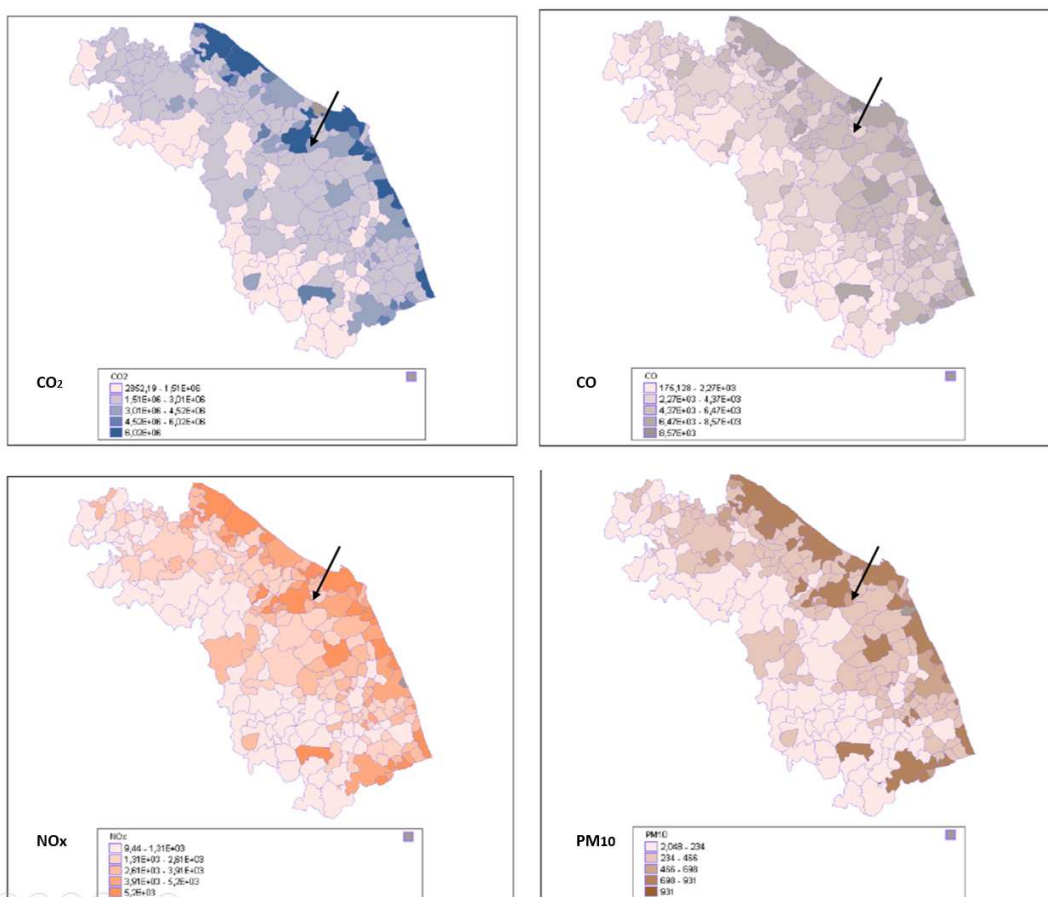 CO2
CO2
2852,19 - 1,51E+06
1,51E+06 - 3,01E+06
3,01E+06 - 4,52E+06
4,52E+06 - 6,02E+06
6,02E+06
CO
CO
175,128 - 2,27E+03
2,27E+03 - 4,37E+03
4,37E+03 - 6,47E+03
6,47E+03 - 8,57E+03
8,57E+03
NOx
NOx
9,44 - 1,31E+03
1,31E+03 - 2,61E+03
2,61E+03 - 3,91E+03
3,91E+03 - 5,2E+03
5,2E+03
PM10
PM10
2,048 - 234
234 - 466
466 - 698
698 - 931
931